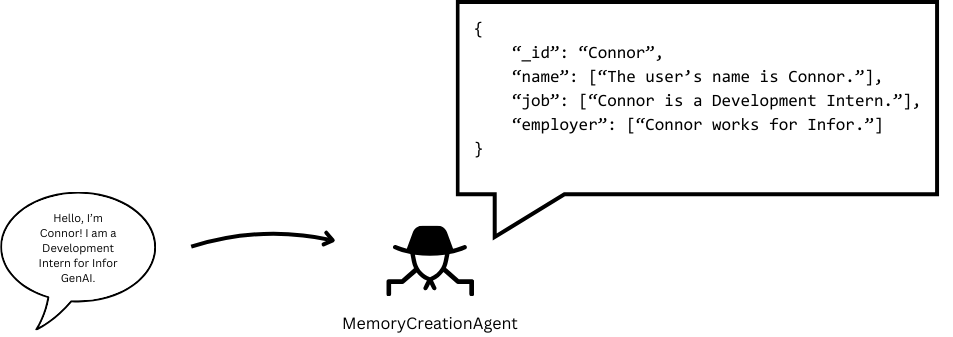 Hello, I’m
Connor! I am a
Development
Intern for Infor
GenAI.
MemoryCreationAgent
{
“_id”: “Connor”,
“name”: [“The user’s name is Connor.”],
“job”: [“Connor is a Development Intern.”],
“employer”: [“Connor works for Infor.”]
}